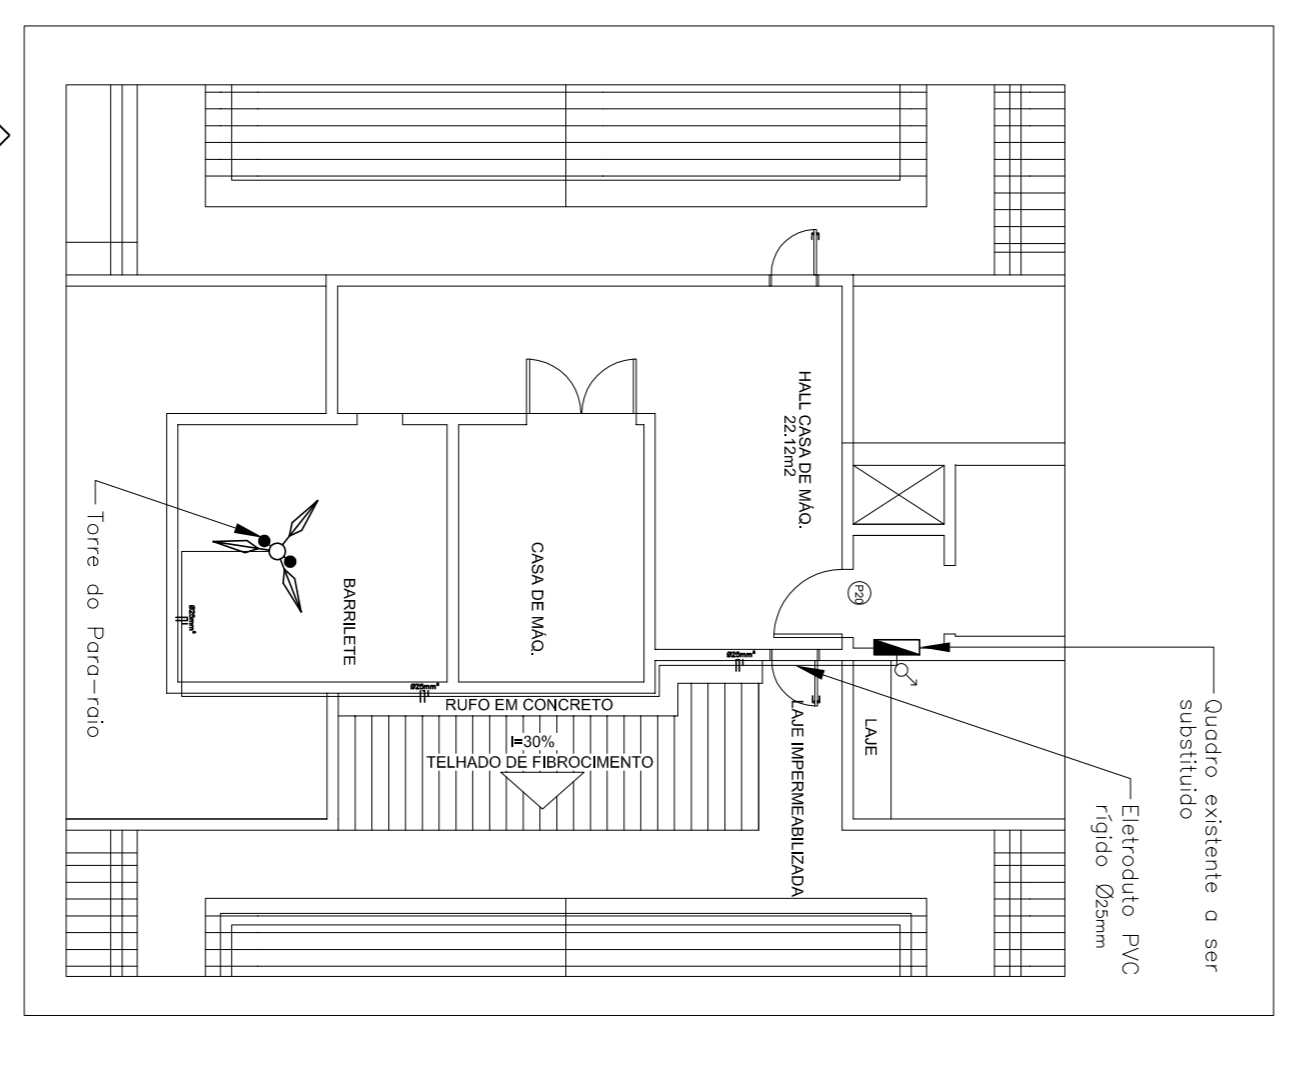 HALL CASA DE MÁQ.
22.12m2
CASA DE MÁQ.
BARRILETE
Torre do Para-raio
P20
Ø25mm²
Ø25mm²
Ø25mm²
RUFO EM CONCRETO
I=30%
TELHADO DE FIBROCIMENTO
LAJE IMPERMEABILIZADA
LAJE
Quadro existente a ser
substituido
Eletroduto PVC
rígido Ø25mm